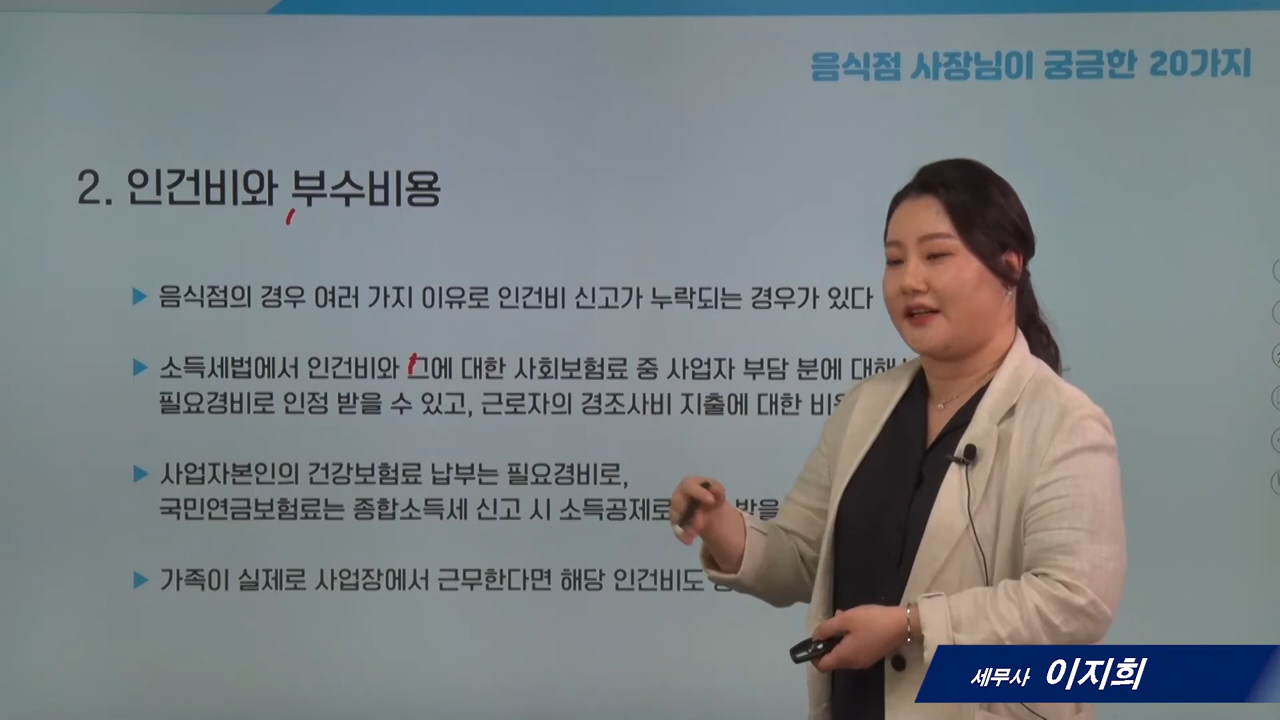 음식점 사장님이 궁금한 20가지
2. 인건비와 부수비용
▶ 음식점의 경우 여러 가지 이유로 인건비 신고가 누락되는 경우가 있다
▶ 소득세법에서 인건비와 그에 대한 사회보험료 중 사업자 부담 분에 대해
필요경비로 인정 받을 수 있고, 근로자의 경조사비 지출에 대한
▶ 사업자본인의 건강보험료 납부는 필요경비로,
국민연금보험료는 종합소득세 신고 시 소득공제로
▶ 가족이 실제로 사업장에서 근무한다면 해당 인건비도
세무사 이지희